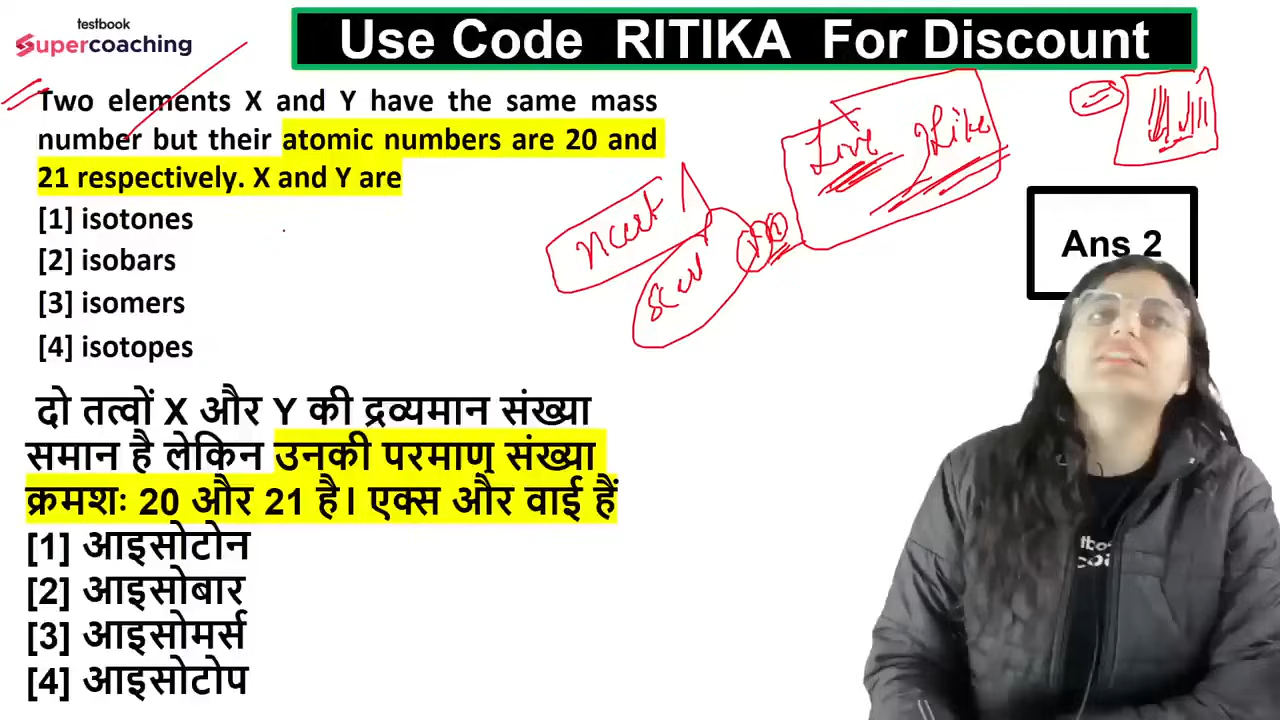 testbook
Supercoaching
Use Code RITIKA For Discount
Two elements X and Y have the same mass
number but their atomic numbers are 20 and
21 respectively. X and Y are
[1] isotones
[2] isobars
[3] isomers
[4] isotopes
Live Like
Ncert
Ans 2
दो तत्वों X और Y की द्रव्यमान संख्या
समान है लेकिन उनकी परमाणु संख्या
क्रमशः 20 और 21 है। एक्स और वाई हैं
[1] आइसोटोन
[2] आइसोबार
[3] आइसोमर्स
[4] आइसोटोप